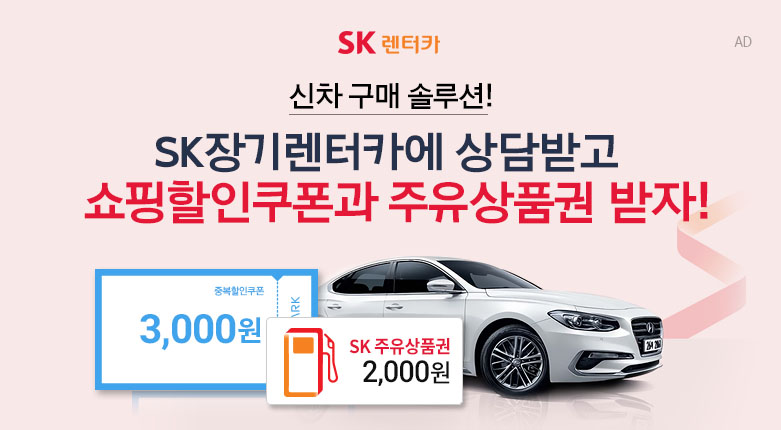 SK 렌터카
AD
신차 구매 솔루션!
SK장기렌터카에 상담받고
쇼핑할인쿠폰과 주유상품권 받자!
중복할인쿠폰
3,000원
ARK
SK 주유상품권
2,000원